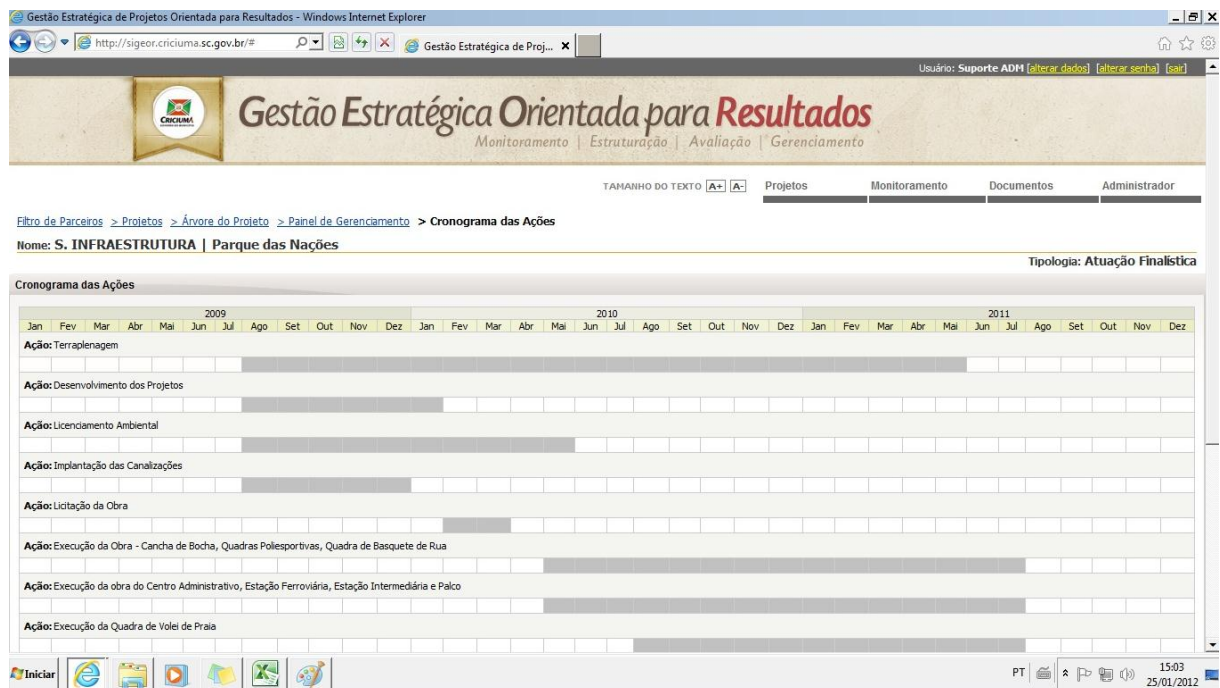 Gestão Estratégica de Projetos Orientada para Resultados - Windows Internet Explorer
http://sigeor.criciuma.sc.gov.br/#
Gestão Estratégica de Proj...
Usuário: Suporte ADM [alterar dados] [alterar senha] [sair]
CRICIÚMA
Gestão Estratégica Orientada para Resultados
Monitoramento | Estruturação | Avaliação | Gerenciamento
TAMANHO DO TEXTO A+ A- Projetos Monitoramento Documentos Administrador
Filtro de Parceiros > Projetos > Árvore do Projeto > Painel de Gerenciamento > Cronograma das Ações
Nome: S. INFRAESTRUTURA | Parque das Nações
Tipologia: Atuação Finalística
Cronograma das Ações
2009 2010 2011
Jan Fev Mar Abr Mai Jun Jul Ago Set Out Nov Dez Jan Fev Mar Abr Mai Jun Jul Ago Set Out Nov Dez Jan Fev Mar Abr Mai Jun Jul Ago Set Out Nov Dez
Ação: Terraplenagem
Ação: Desenvolvimento dos Projetos
Ação: Licenciamento Ambiental
Ação: Implantação das Canalizações
Ação: Licitação da Obra
Ação: Execução da Obra - Cancha de Bocha, Quadras Poliesportivas, Quadra de Basquete de Rua
Ação: Execução da obra do Centro Administrativo, Estação Ferroviária, Estação Intermediária e Palco
Ação: Execução da Quadra de Volei de Praia
Iniciar PT 15:03
25/01/2012